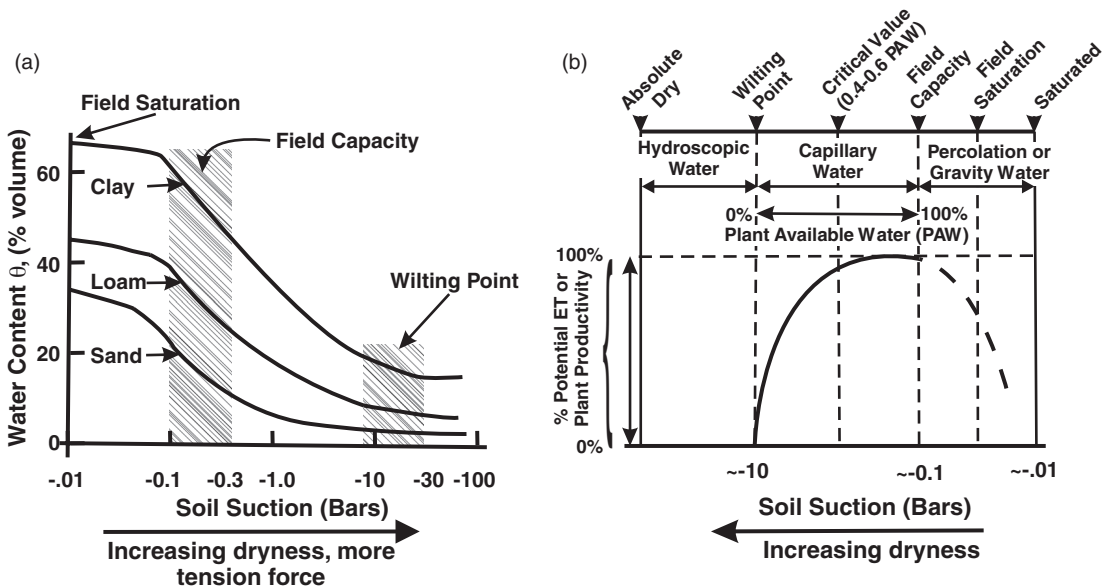 (a)
Field Saturation
Field Capacity
Clay
Loam
Sand
Wilting Point
Water Content θ, (% volume)
60
40
20
0
-.01
-0.1
-0.3
-1.0
-10
-30
-100
Soil Suction (Bars)
Increasing dryness, more
tension force
(b)
Absolute
Dry
Wilting
Point
Critical Value
(0.4-0.6 PAW)
Field
Capacity
Field
Saturation
Saturated
Hydroscopic
Water
Capillary
Water
Percolation or
Gravity Water
0%
100%
Plant Available Water (PAW)
100%
% Potential ET or
Plant Productivity
0%
~-10
~-0.1
~-.01
Soil Suction (Bars)
Increasing dryness